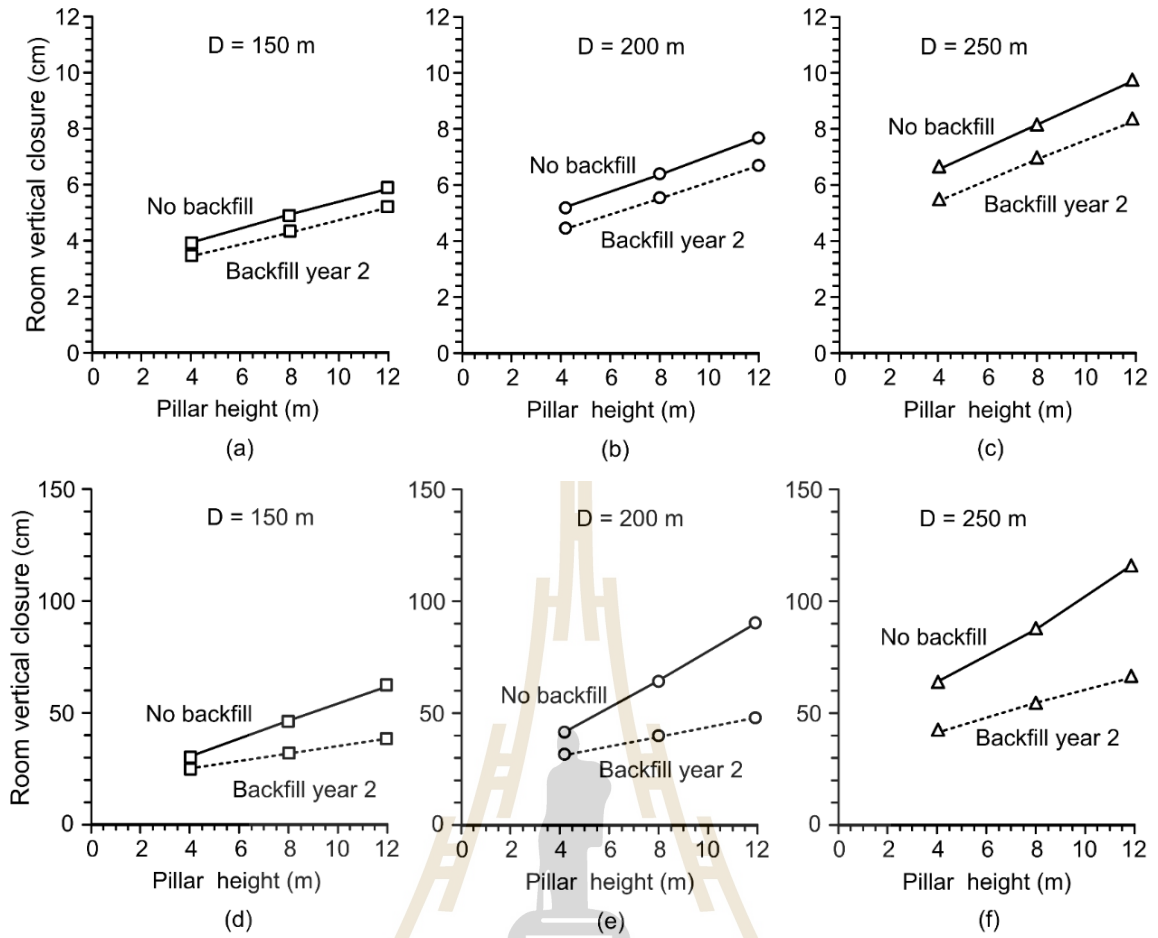 12
10
8
6
4
2
0
Room vertical closure (cm)
D = 150 m
No backfill
Backfill year 2
0 2 4 6 8 10 12
Pillar height (m)
(a)
12
10
8
6
4
2
0
D = 200 m
No backfill
Backfill year 2
0 2 4 6 8 10 12
Pillar height (m)
(b)
12
10
8
6
4
2
0
D = 250 m
No backfill
Backfill year 2
0 2 4 6 8 10 12
Pillar height (m)
(c)
150
100
50
0
Room vertical closure (cm)
D = 150 m
No backfill
Backfill year 2
0 2 4 6 8 10 12
Pillar height (m)
(d)
150
100
50
0
D = 200 m
No backfill
Backfill year 2
0 2 4 6 8 10 12
Pillar height (m)
(e)
150
100
50
0
D = 250 m
No backfill
Backfill year 2
0 2 4 6 8 10 12
Pillar height (m)
(f)